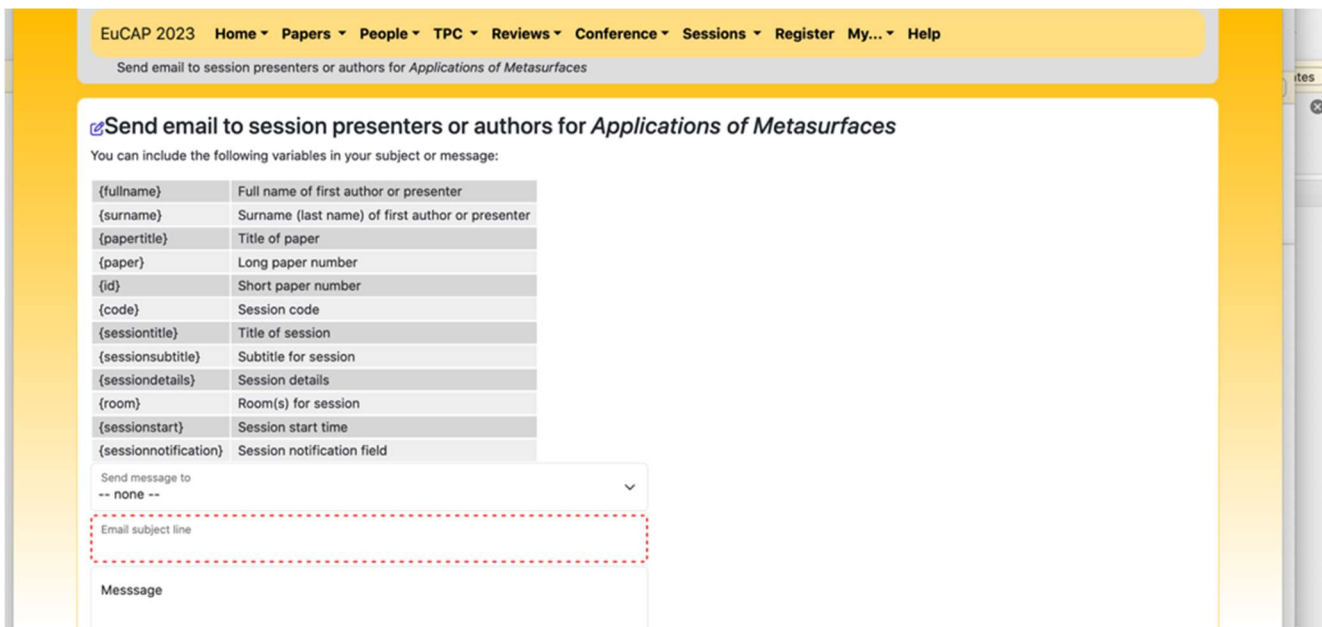 EuCAP 2023 Home Papers People TPC Reviews Conference Sessions Register My... Help
Send email to session presenters or authors for Applications of Metasurfaces
Send email to session presenters or authors for Applications of Metasurfaces
You can include the following variables in your subject or message:
{fullname} Full name of first author or presenter
{surname} Surname (last name) of first author or presenter
{papertitle} Title of paper
{paper} Long paper number
{id} Short paper number
{code} Session code
{sessiontitle} Title of session
{sessionsubtitle} Subtitle for session
{sessiondetails} Session details
{room} Room(s) for session
{sessionstart} Session start time
{sessionnotification} Session notification field
Send message to
-- none --
Email subject line
Messsage